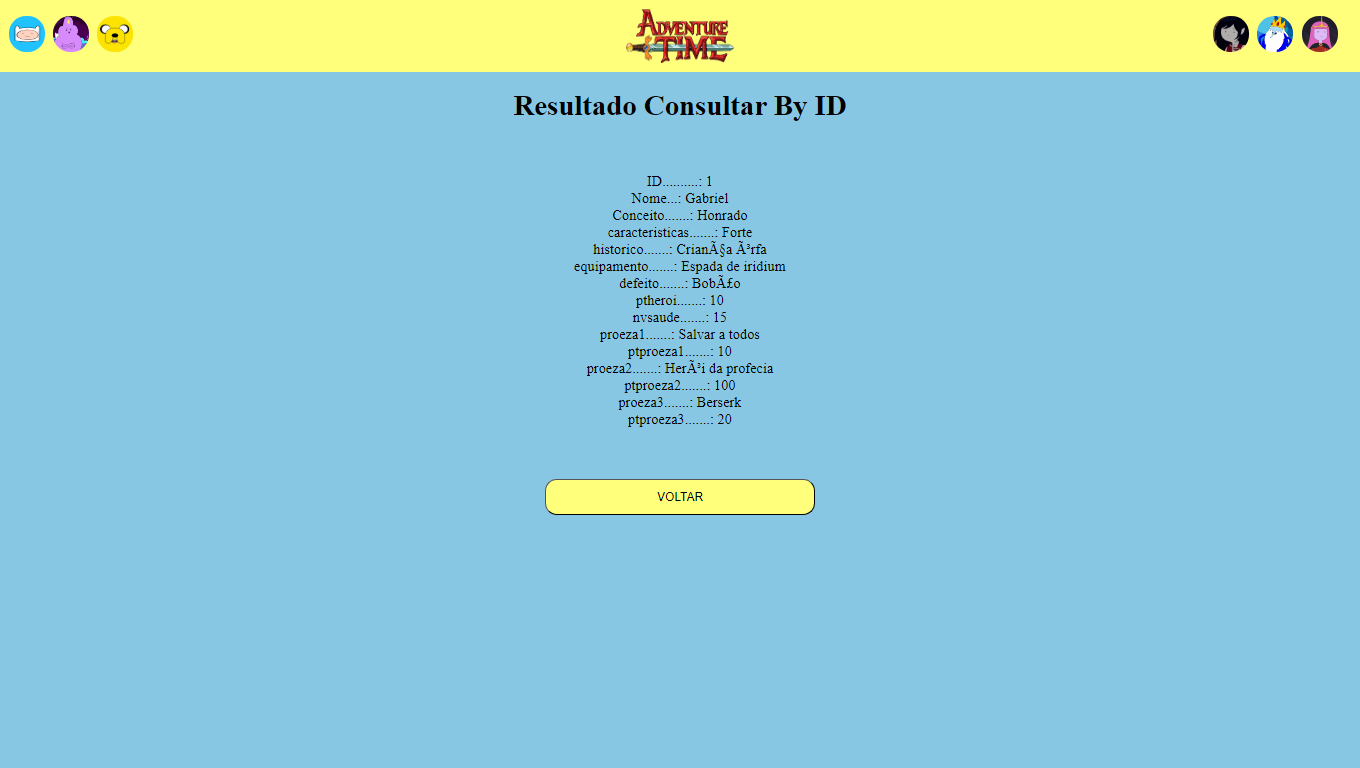 ADVENTURE
TIME
Resultado Consultar By ID
ID..........: 1
Nome...: Gabriel
Conceito.......: Honrado
caracteristicas.......: Forte
historico.......: CrianÃ§a Ã³rfa
equipamento.......: Espada de iridium
defeito.......: BobÃ£o
ptheroi.......: 10
nvsaude.......: 15
proeza1.......: Salvar a todos
ptproeza1.......: 10
proeza2.......: HerÃ³i da profecia
ptproeza2.......: 100
proeza3.......: Berserk
ptproeza3.......: 20
VOLTAR